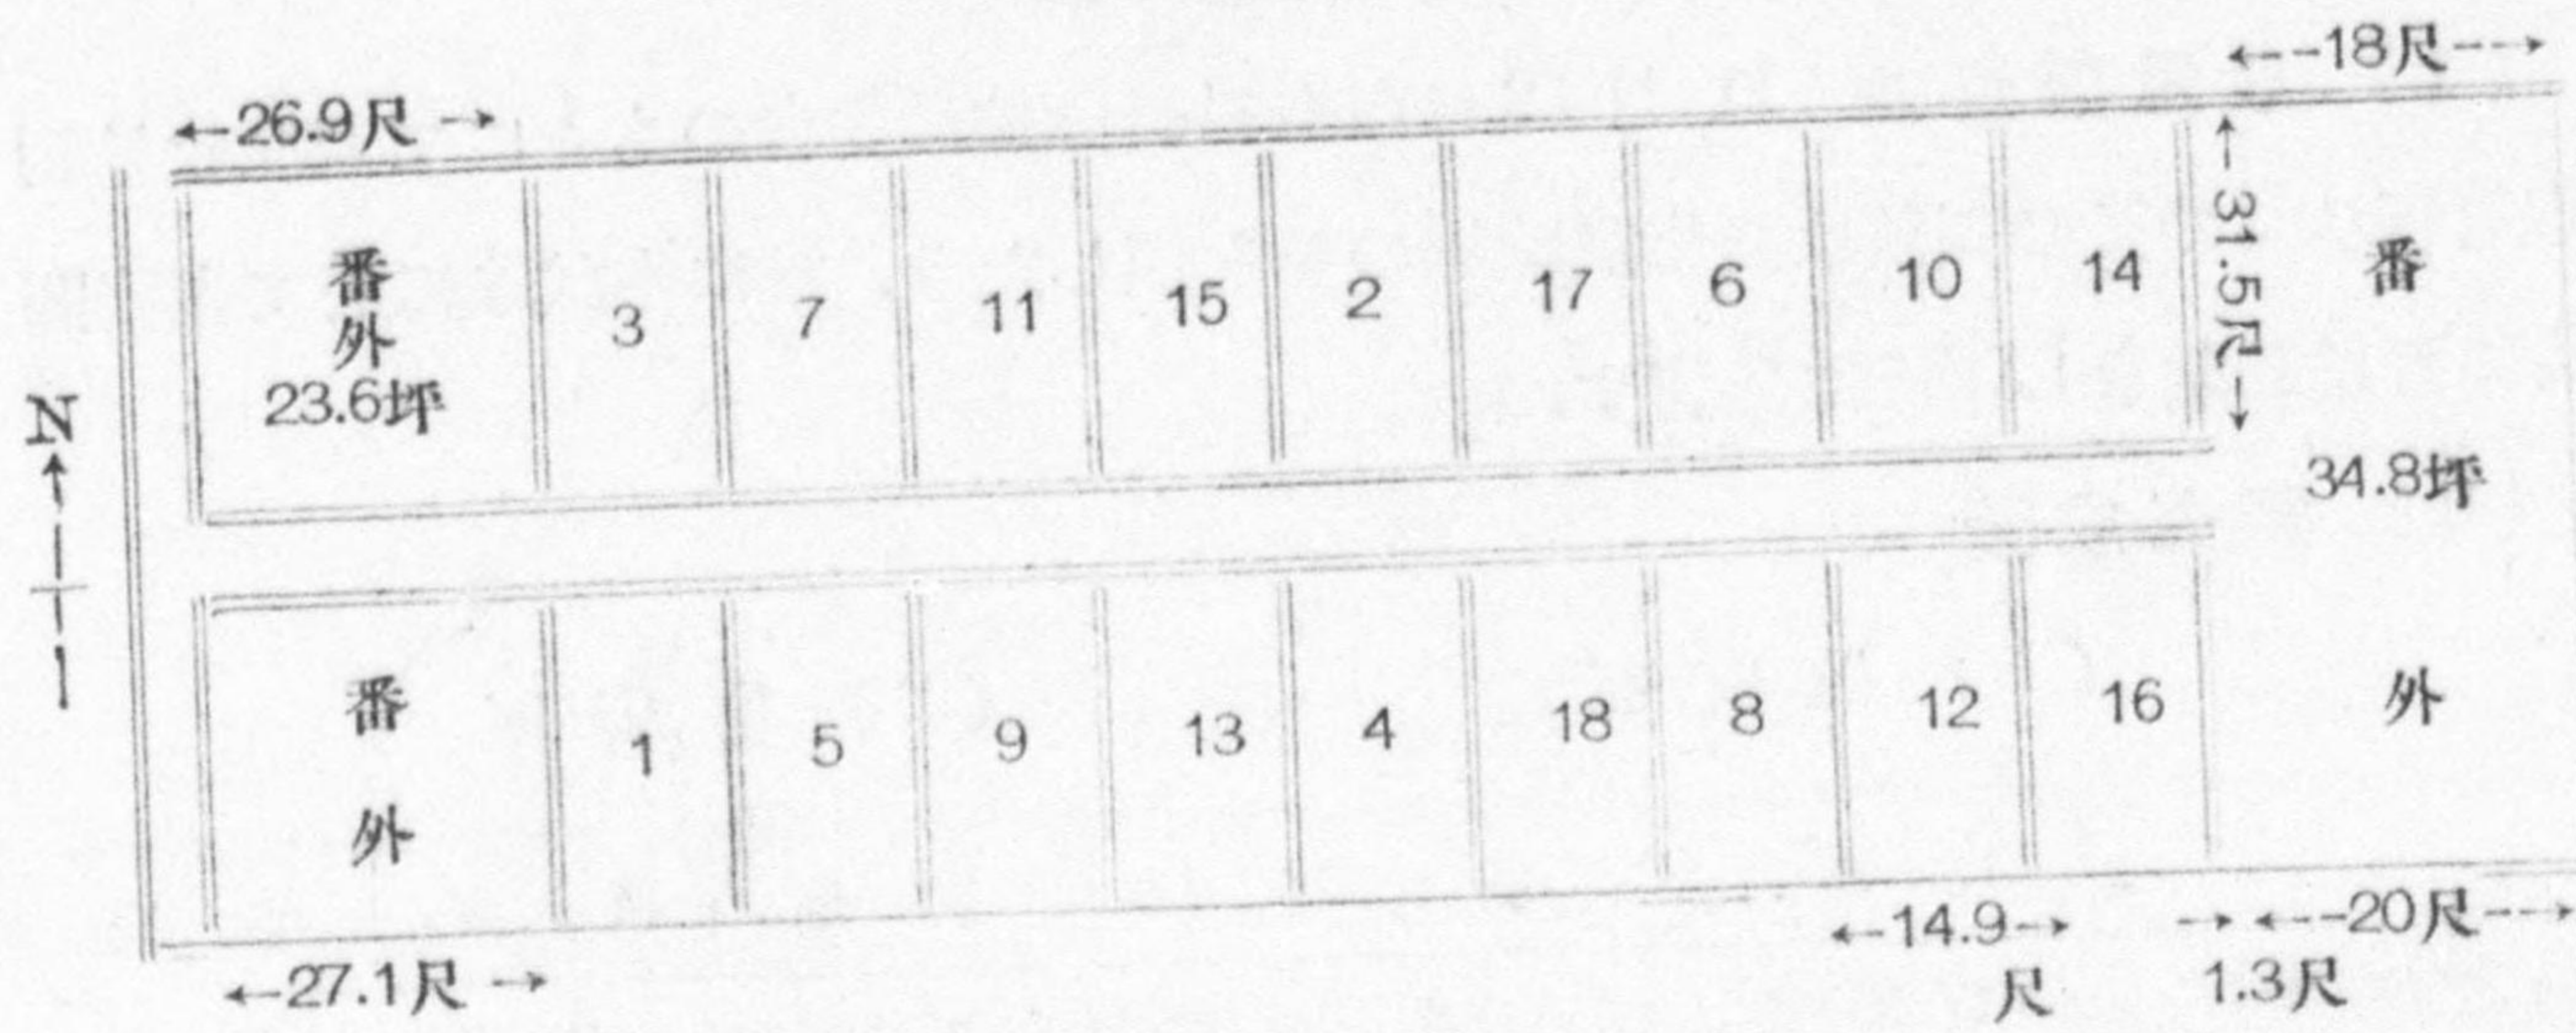 ←--18尺--→
←-26.9尺 →
番
外
23.6坪
3
7
11
15
2
17
6
10
14
←-31.5尺-→
番
34.8坪
外
N
番
外
1
5
9
13
4
18
8
12
16
←-27.1尺 →
←-14.9-→
尺
-→
1.3尺
←--20尺--→